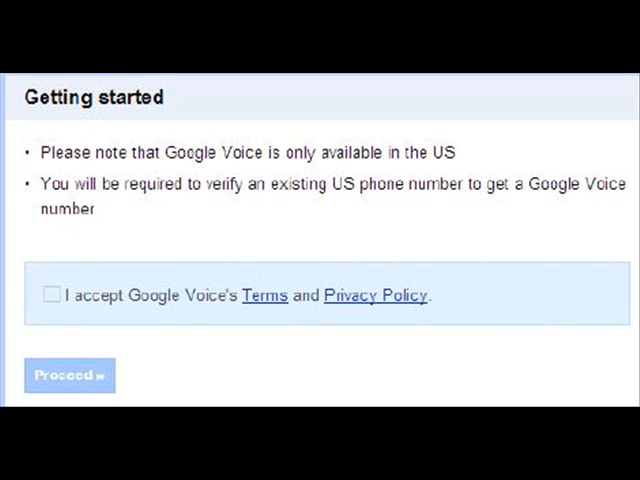 Getting started
• Please note that Google Voice is only available in the US
• You will be required to verify an existing US phone number to get a Google Voice
number
I accept Google Voice's Terms and Privacy Policy.
Proceed »